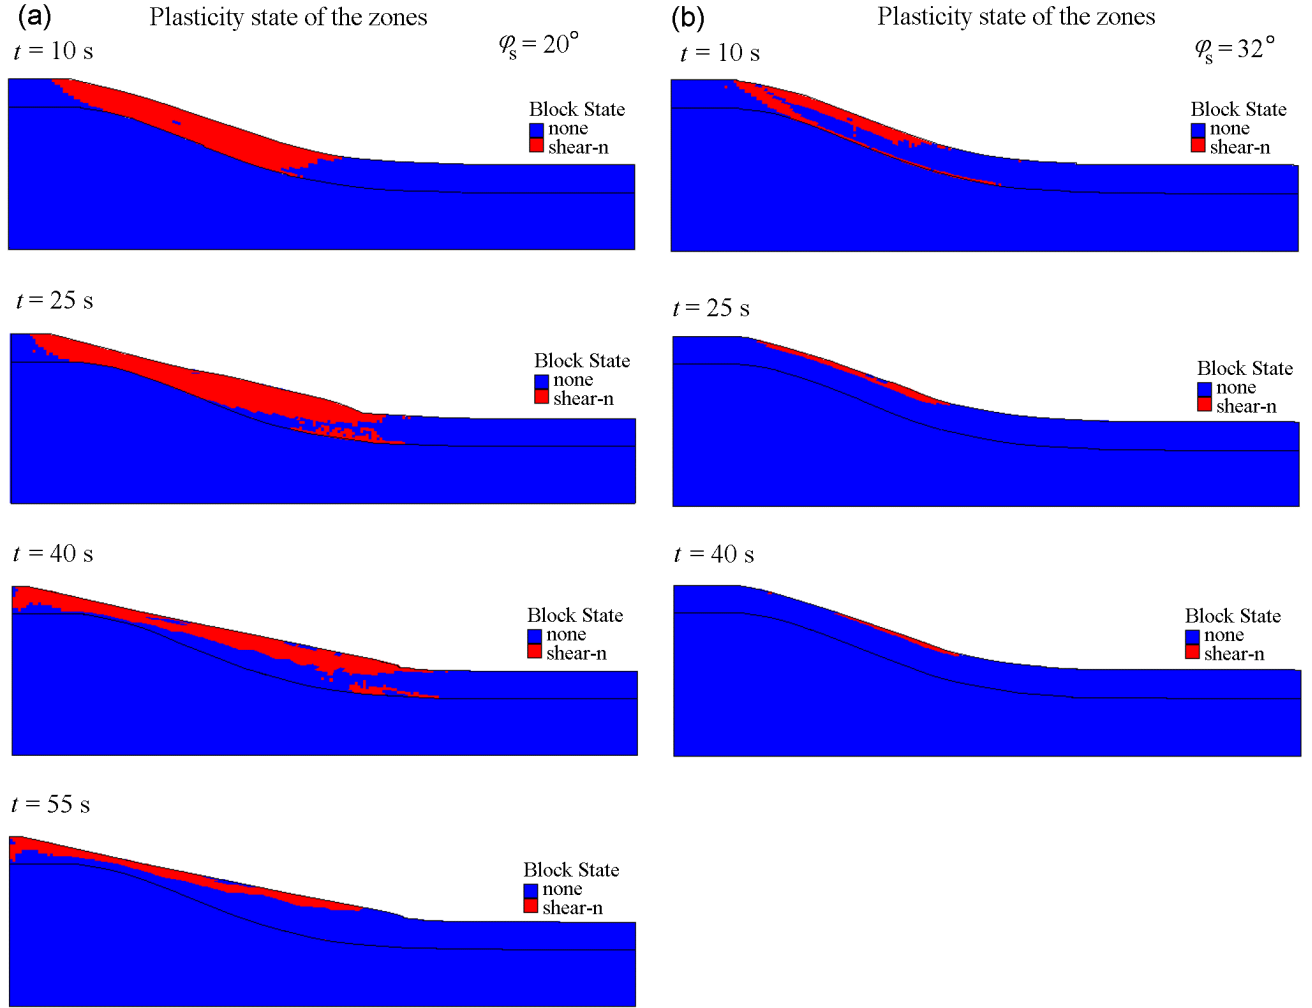 (a) Plasticity state of the zones
t = 10 s
φs = 20°
Block State
none
shear-n
t = 25 s
Block State
none
shear-n
t = 40 s
Block State
none
shear-n
t = 55 s
Block State
none
shear-n
(b) Plasticity state of the zones
t = 10 s
φs = 32°
Block State
none
shear-n
t = 25 s
Block State
none
shear-n
t = 40 s
Block State
none
shear-n